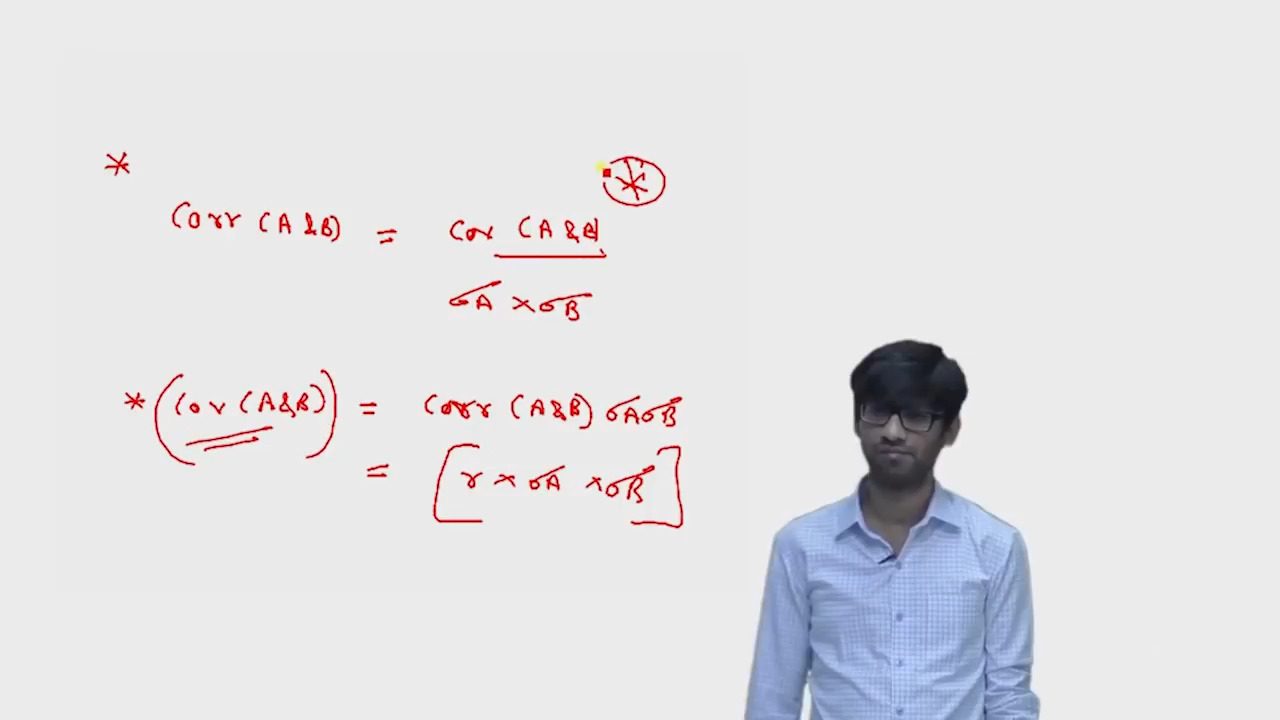 *
Corr (A & B) = Cov (A & B) *
σA × σB
* (Cov (A & B)) = Corr (A & B) σA σB
= [r × σA × σB]